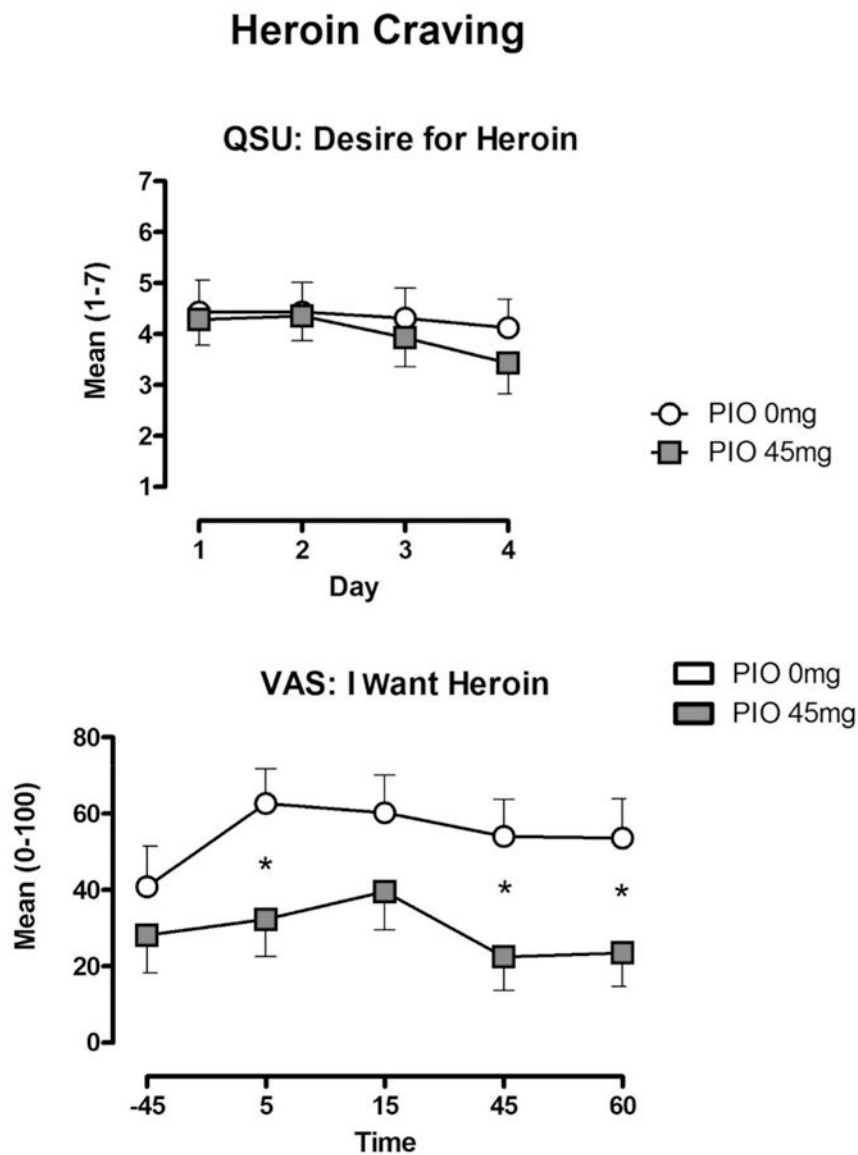 Heroin Craving
QSU: Desire for Heroin
7
6
5
4
3
2
1
Mean (1-7)
1 2 3 4
Day
PIO 0mg
PIO 45mg
VAS: I Want Heroin
PIO 0mg
PIO 45mg
80
60
40
20
0
Mean (0-100)
* * *
-45 5 15 45 60
Time